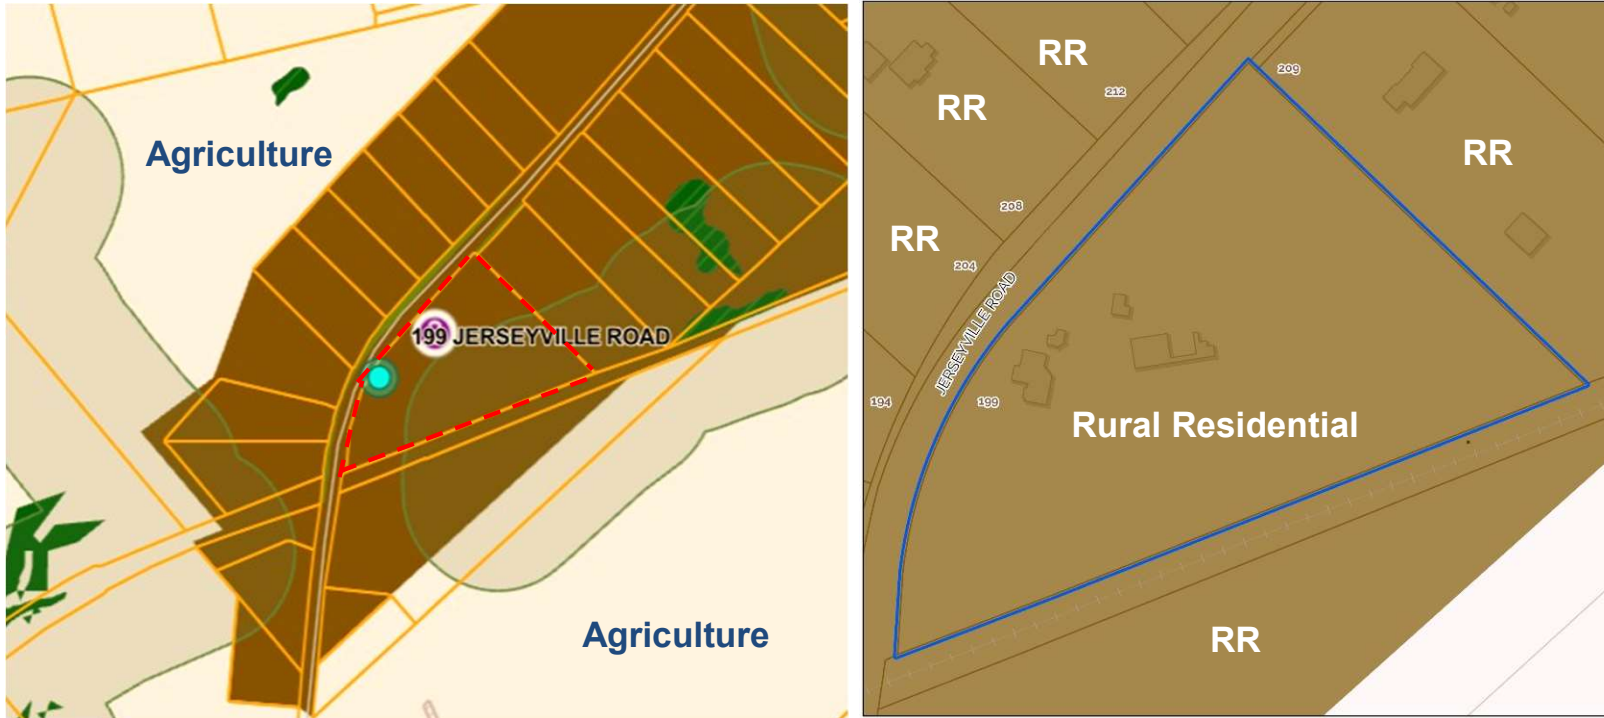 Agriculture
199 JERSEYVILLE ROAD
Agriculture
RR
209
212
RR
RR
208
RR
204
JERSEYVILLE ROAD
194
199
Rural Residential
RR